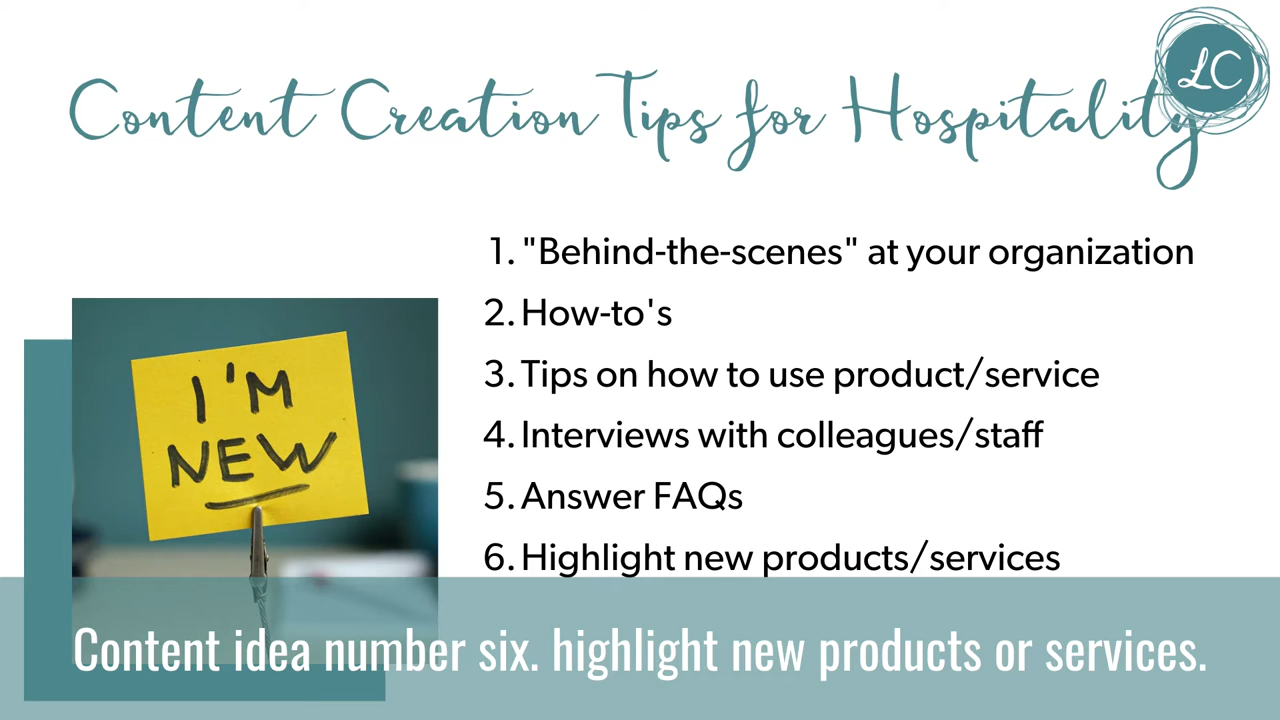 Content Creation Tips for Hospitality
LC
1. "Behind-the-scenes" at your organization
2. How-to's
3. Tips on how to use product/service
4. Interviews with colleagues/staff
5. Answer FAQs
6. Highlight new products/services
I'M
NEW
Content idea number six. highlight new products or services.